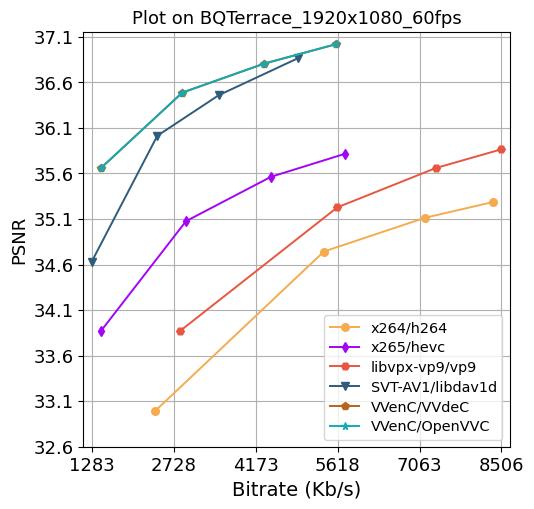 Plot on BQTerrace_1920x1080_60fps
37.1
36.6
36.1
35.6
35.1
34.6
34.1
33.6
33.1
32.6
PSNR
x264/h264
x265/hevc
libvpx-vp9/vp9
SVT-AV1/libdav1d
VVenC/VVdeC
VVenC/OpenVVC
1283 2728 4173 5618 7063 8506
Bitrate (Kb/s)